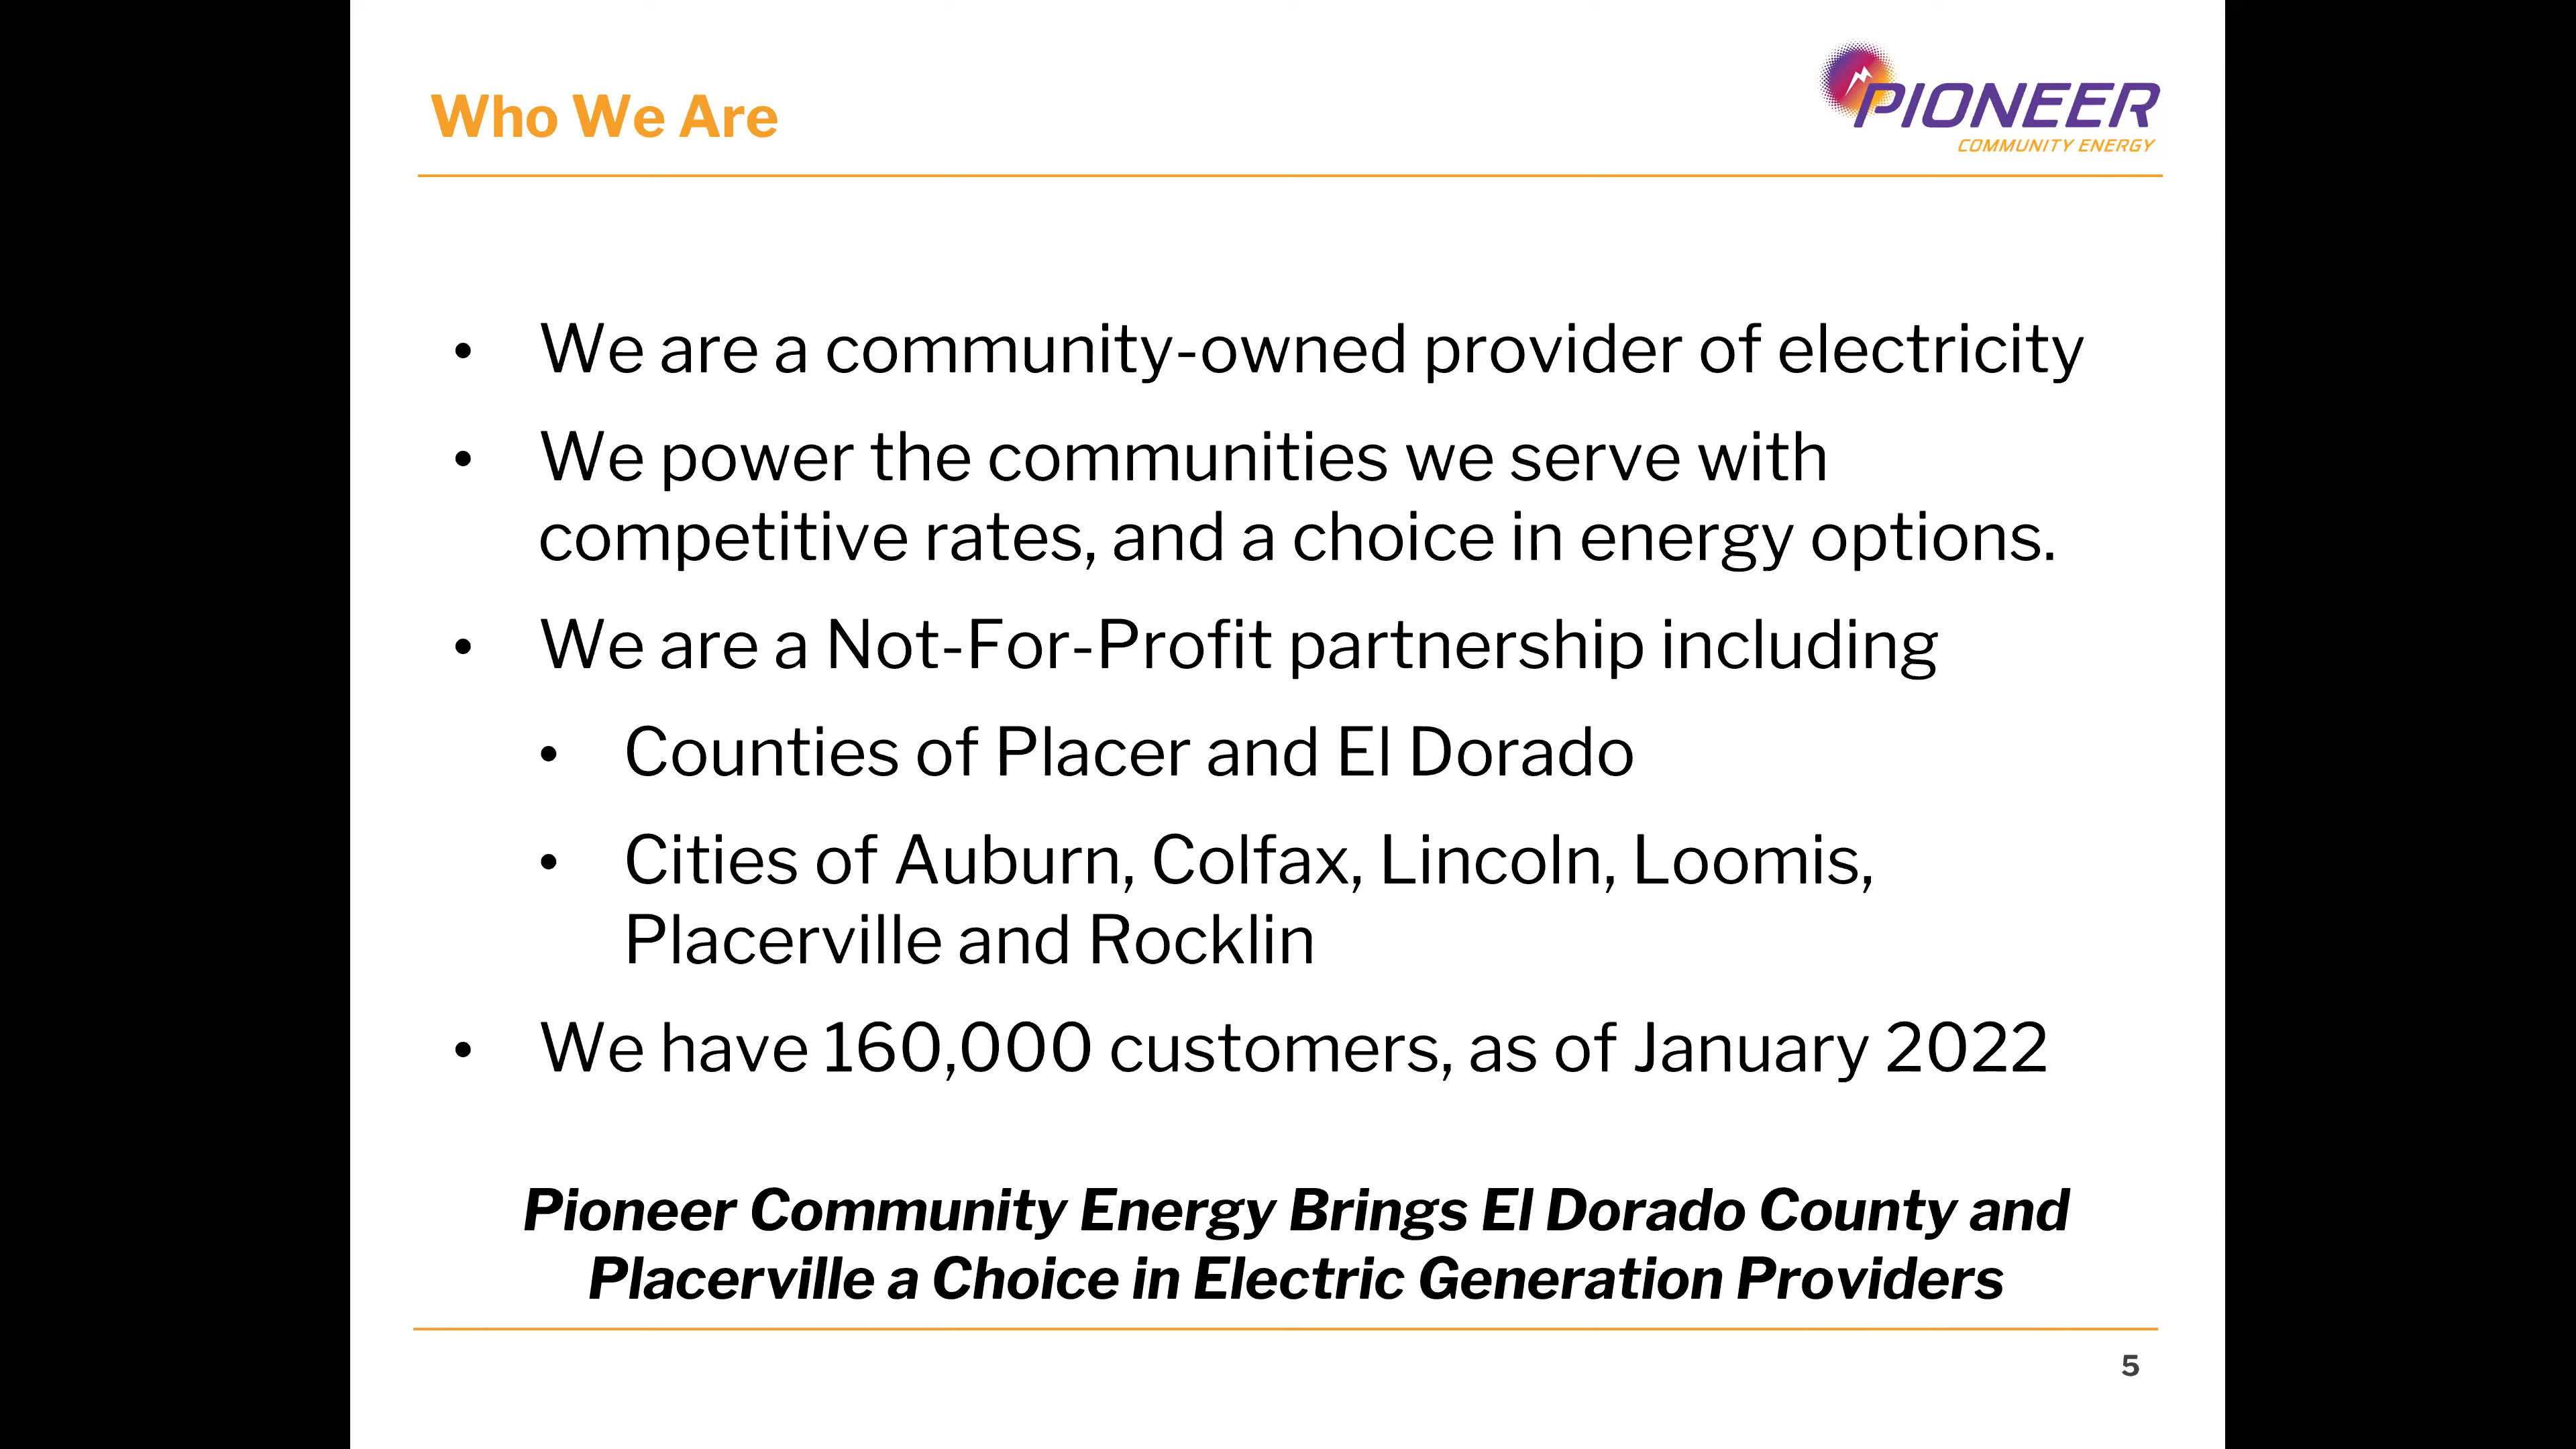 Who We Are
PIONEER
COMMUNITY ENERGY
• We are a community-owned provider of electricity
• We power the communities we serve with
competitive rates, and a choice in energy options.
• We are a Not-For-Profit partnership including
• Counties of Placer and El Dorado
• Cities of Auburn, Colfax, Lincoln, Loomis,
Placerville and Rocklin
• We have 160,000 customers, as of January 2022
Pioneer Community Energy Brings El Dorado County and
Placerville a Choice in Electric Generation Providers
5